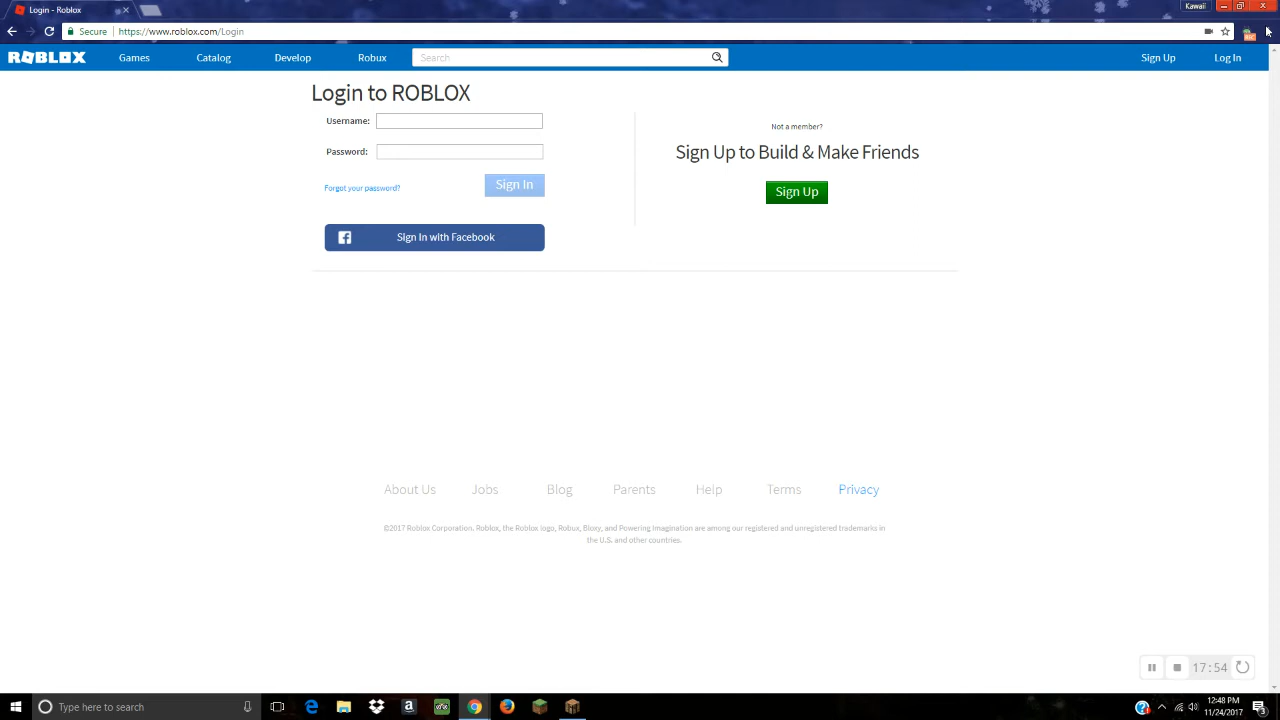 Login - Roblox
Kawaii
Secure https://www.roblox.com/Login
ROBLOX Games Catalog Develop Robux Search Sign Up Log In
Login to ROBLOX
Username:
Password:
Forgot your password? Sign In
Sign In with Facebook
Not a member?
Sign Up to Build & Make Friends
Sign Up
About Us Jobs Blog Parents Help Terms Privacy
©2017 Roblox Corporation. Roblox, the Roblox logo, Robux, Bloxy, and Powering Imagination are among our registered and unregistered trademarks in
the U.S. and other countries.
17:54
Type here to search
12:48 PM
11/24/2017